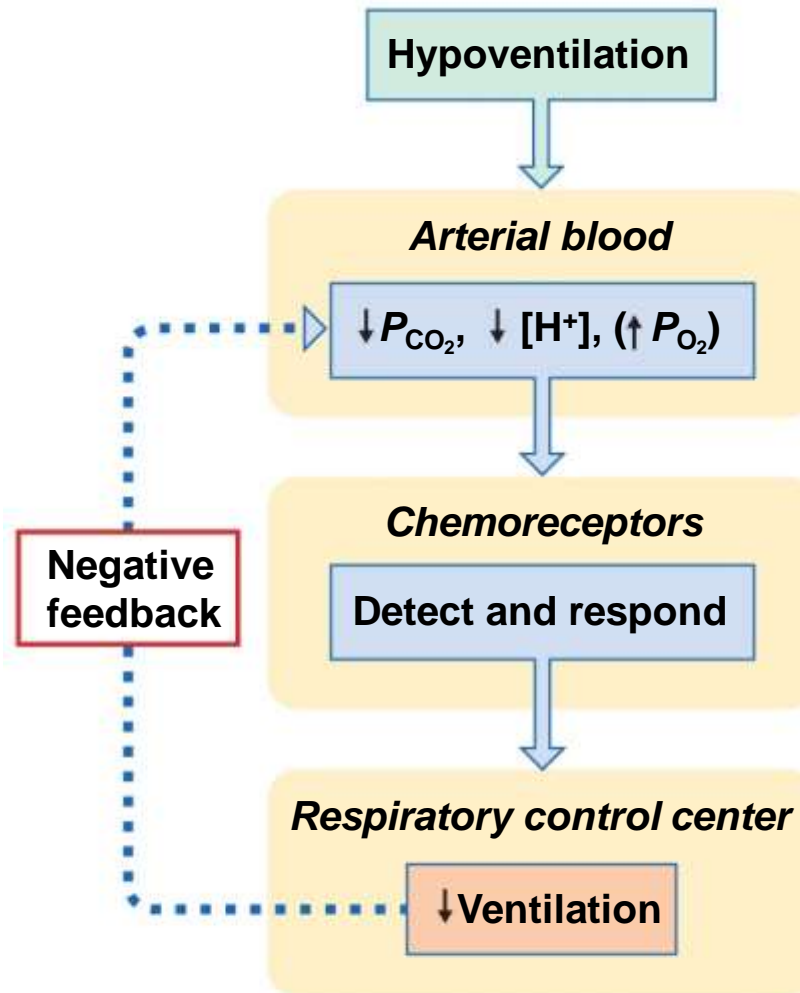 Hypoventilation
Arterial blood
↓PCO₂, ↓ [H⁺], (↑ PO₂)
Chemoreceptors
Negative
feedback
Detect and respond
Respiratory control center
↓Ventilation